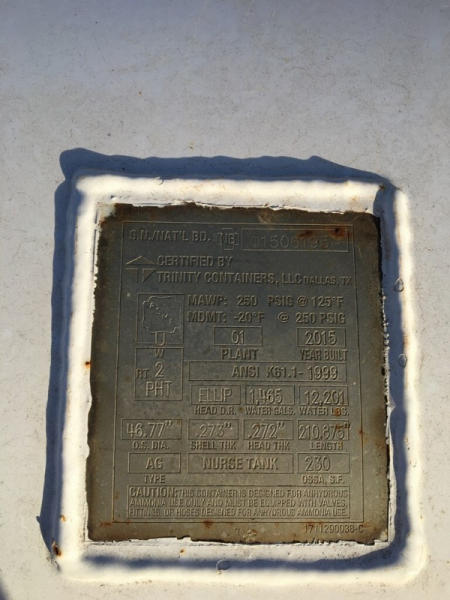 S.N./NAT'L BD. NB
CERTIFIED BY
TRINITY CONTAINERS, LLC DALLAS, TX
MAWP: 250 PSIG @ 125°F
MDMT: -20°F @ 250 PSIG
U
01 2015
PLANT YEAR BUILT
W
RT 2
PHT
ANSI K61.1-1999
ELLIP 1,465 12,201
HEAD D.R. WATER GALS. WATER LBS.
46.77" .273" .272" 210.875"
O.S. DIA. SHELL THK HEAD THK LENGTH
AG NURSE TANK 230
TYPE OSSA, S.F.
CAUTION: THIS CONTAINER IS DESIGNED FOR ANHYDROUS
AMMONIA USE ONLY AND MUST BE EQUIPPED WITH VALVES,
FITTINGS OR HOSES DESIGNED FOR ANHYDROUS AMMONIA USE.